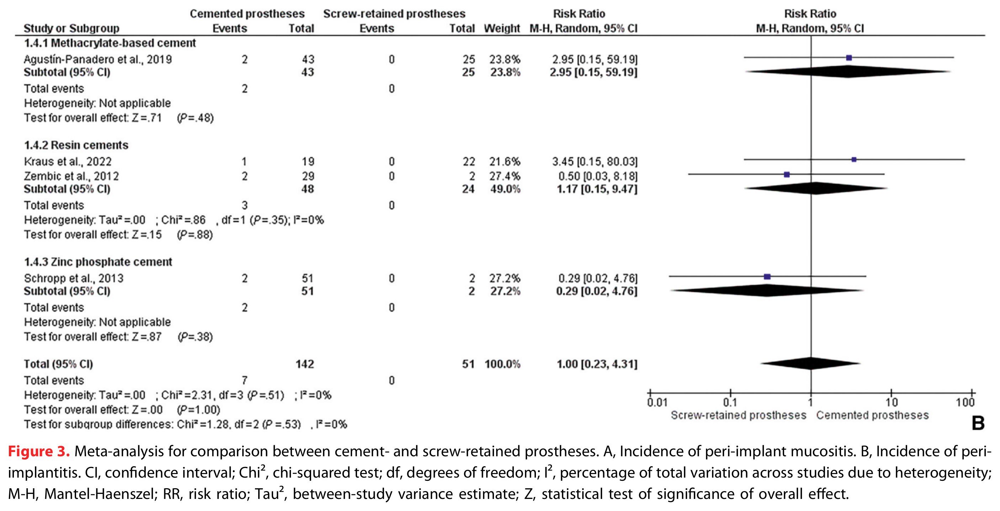 Cemented prostheses Screw-retained prostheses Risk Ratio Risk Ratio
Study or Subgroup Events Total Events Total Weight M-H, Random, 95% CI M-H, Random, 95% CI
1.4.1 Methacrylate-based cement
Agustín-Panadero et al., 2019 2 43 0 25 23.8% 2.95 [0.15, 59.19]
Subtotal (95% CI) 43 25 23.8% 2.95 [0.15, 59.19]
Total events 2 0
Heterogeneity: Not applicable
Test for overall effect: Z=.71 (P=.48)
1.4.2 Resin cements
Kraus et al., 2022 1 19 0 22 21.6% 3.45 [0.15, 80.03]
Zembic et al., 2012 2 29 0 2 27.4% 0.50 [0.03, 8.18]
Subtotal (95% CI) 48 24 49.0% 1.17 [0.15, 9.47]
Total events 3 0
Heterogeneity: Tau²=.00 ; Chi²=.86 , df=1 (P=.35); I²=0%
Test for overall effect: Z=.15 (P=.88)
1.4.3 Zinc phosphate cement
Schropp et al., 2013 2 51 0 2 27.2% 0.29 [0.02, 4.76]
Subtotal (95% CI) 51 2 27.2% 0.29 [0.02, 4.76]
Total events 2 0
Heterogeneity: Not applicable
Test for overall effect: Z=.87 (P=.38)
Total (95% CI) 142 51 100.0% 1.00 [0.23, 4.31]
Total events 7 0
Heterogeneity: Tau²=.00 ; Chi²=2.31, df=3 (P=.51) ; I²=0%
Test for overall effect: Z=.00 (P=1.00)
Test for subgroup differences: Chi²=1.28, df=2 (P=.53) , I²=0%
0.01 0.1 1 10 100
Screw-retained prostheses Cemented prostheses
B
Figure 3. Meta-analysis for comparison between cement- and screw-retained prostheses. A, Incidence of peri-implant mucositis. B, Incidence of peri-
implantitis. CI, confidence interval; Chi², chi-squared test; df, degrees of freedom; I², percentage of total variation across studies due to heterogeneity;
M-H, Mantel-Haenszel; RR, risk ratio; Tau², between-study variance estimate; Z, statistical test of significance of overall effect.